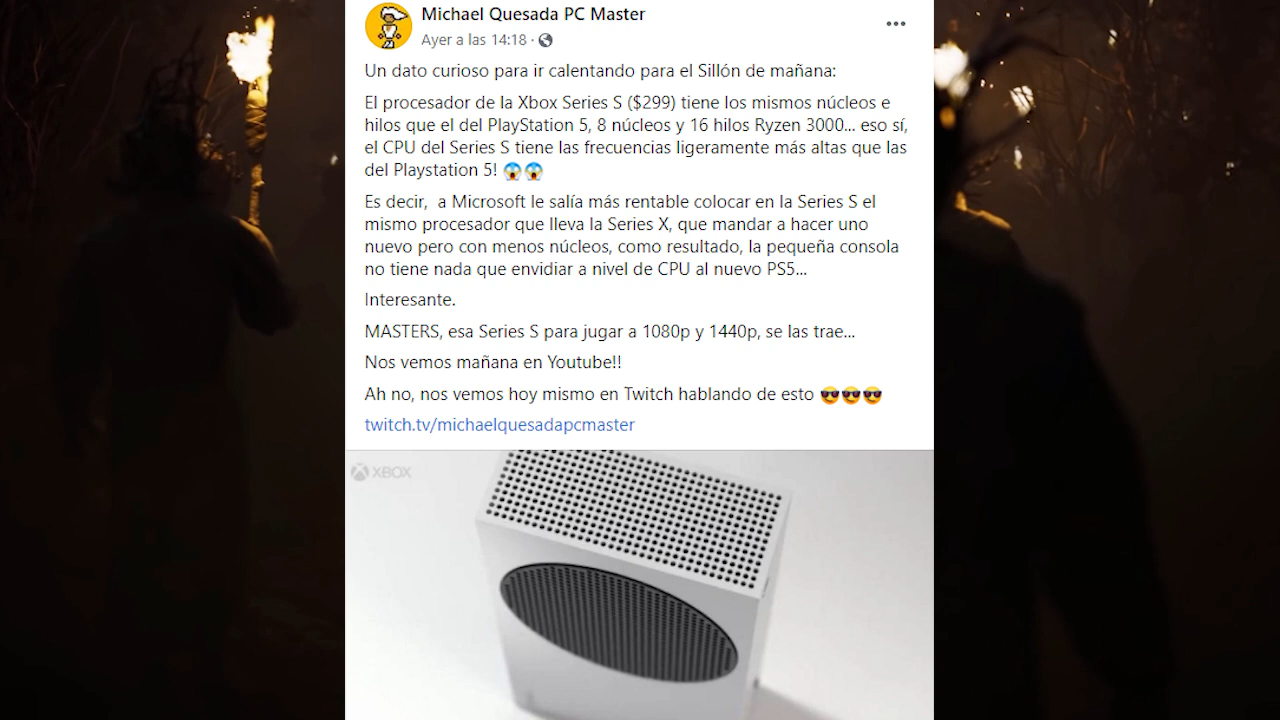 Michael Quesada PC Master
Ayer a las 14:18 ·
Un dato curioso para ir calentando para el Sillón de mañana:
El procesador de la Xbox Series S ($299) tiene los mismos núcleos e
hilos que el del PlayStation 5, 8 núcleos y 16 hilos Ryzen 3000... eso sí,
el CPU del Series S tiene las frecuencias ligeramente más altas que las
del Playstation 5! 😱😱
Es decir,  a Microsoft le salía más rentable colocar en la Series S el
mismo procesador que lleva la Series X, que mandar a hacer uno
nuevo pero con menos núcleos, como resultado, la pequeña consola
no tiene nada que envidiar a nivel de CPU al nuevo PS5...
Interesante.
MASTERS, esa Series S para jugar a 1080p y 1440p, se las trae...
Nos vemos mañana en Youtube!!
Ah no, nos vemos hoy mismo en Twitch hablando de esto 😎😎😎
twitch.tv/michaelquesadapcmaster
XBOX